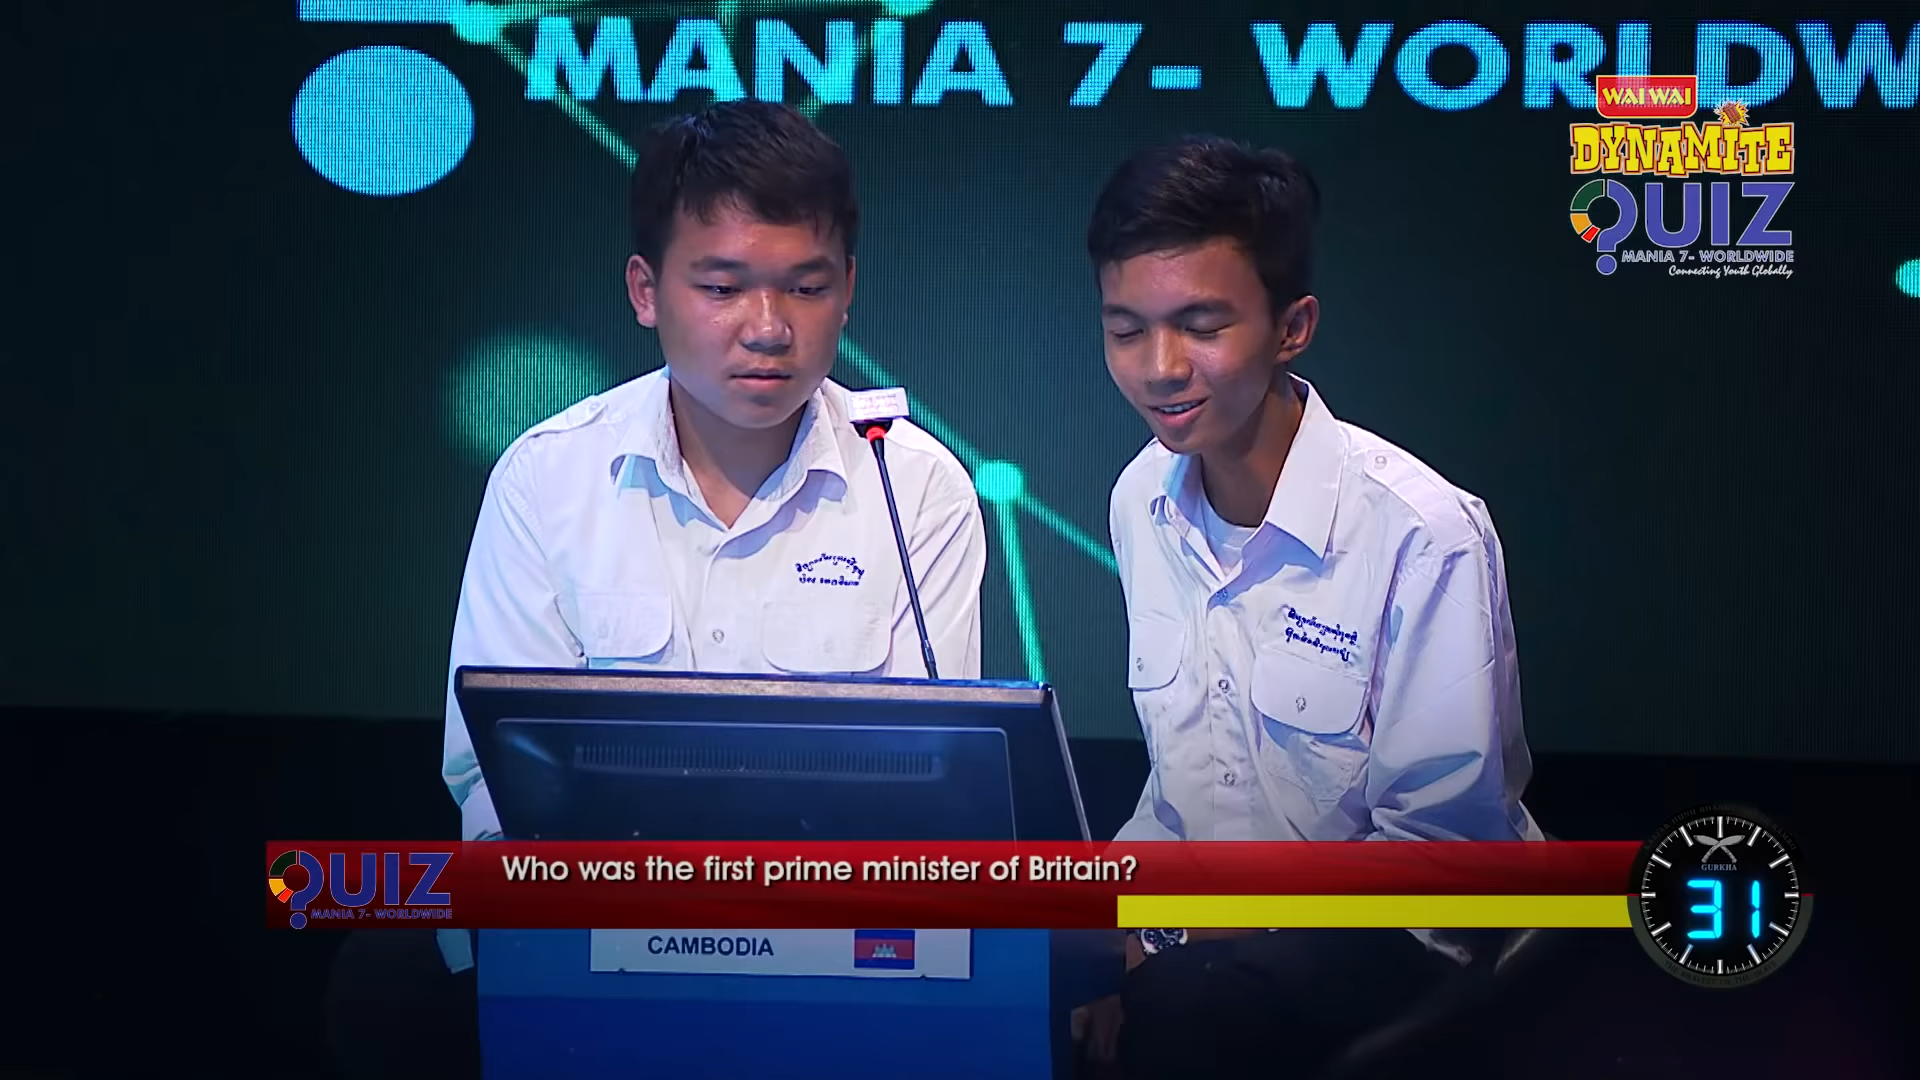 MANIA 7- WORLDW
WAI WAI
DYNAMITE
QUIZ
MANIA 7- WORLDWIDE
Connecting Youth Globally
QUIZ
MANIA 7- WORLDWIDE
Who was the first prime minister of Britain?
GURKHA
31
CAMBODIA